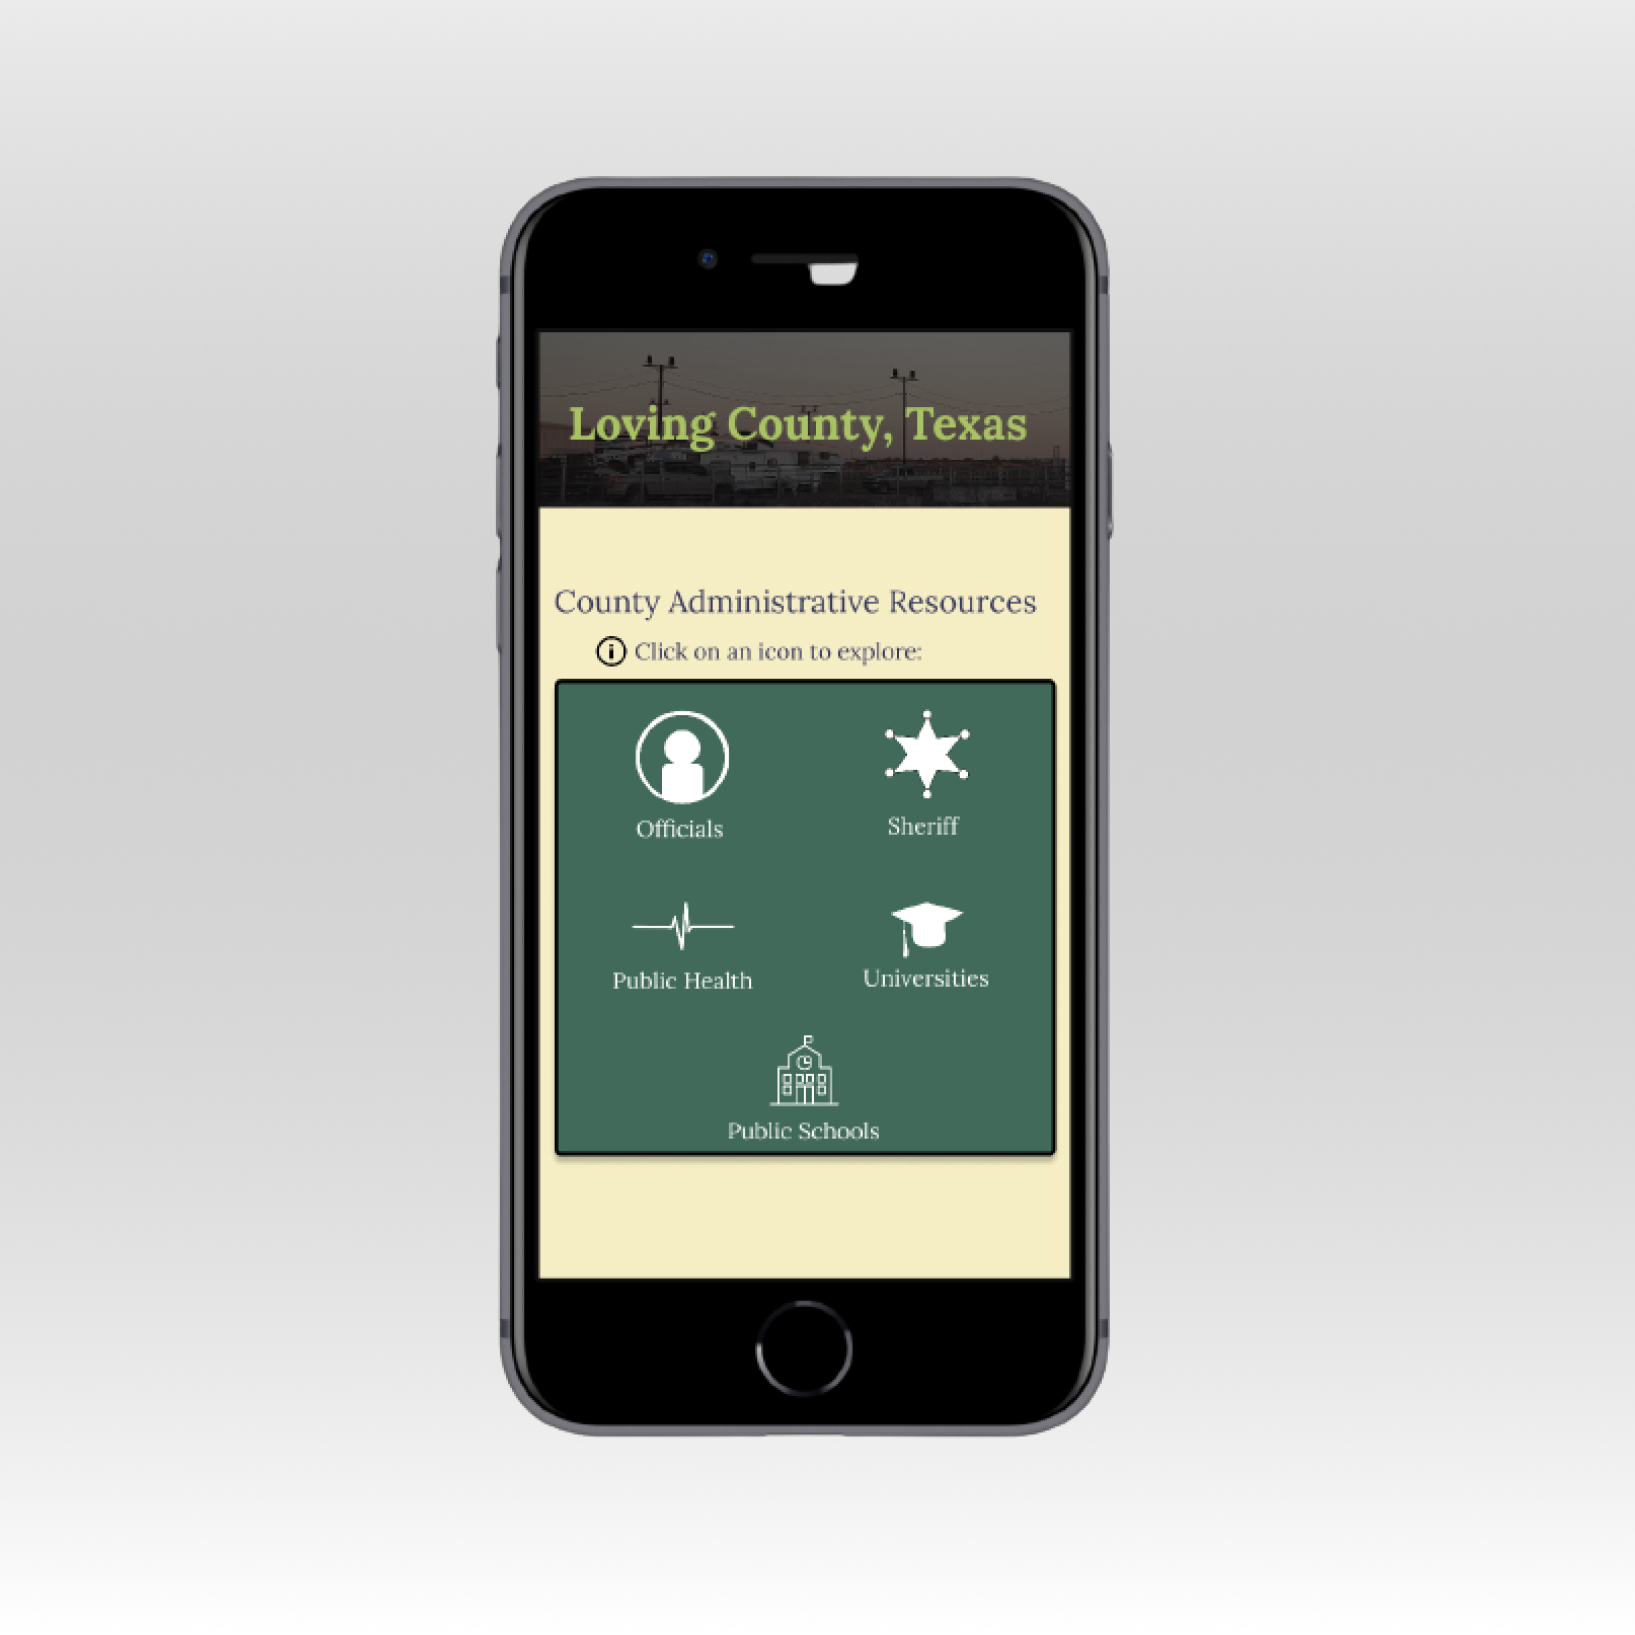 Loving County, Texas
County Administrative Resources
Click on an icon to explore:
Officials
Sheriff
Public Health
Universities
Public Schools